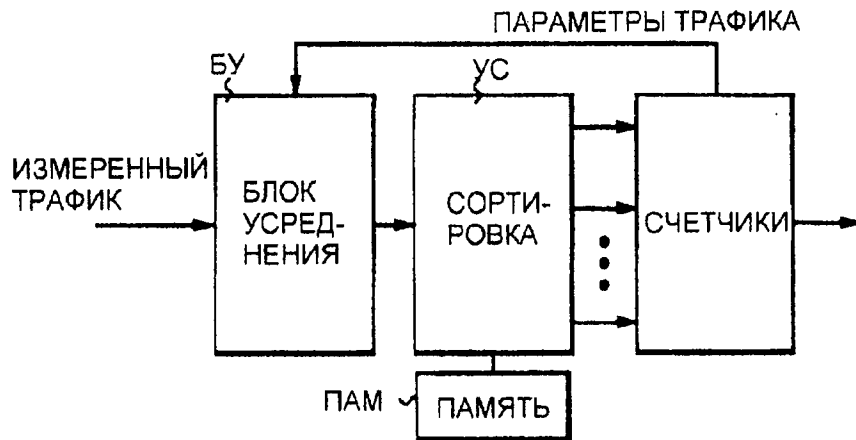 ПАРАМЕТРЫ ТРАФИКА
БУ
УС
ИЗМЕРЕННЫЙ
ТРАФИК
БЛОК
УСРЕД-
НЕНИЯ
СОРТИ-
РОВКА
СЧЕТЧИКИ
ПАМ
ПАМЯТЬ